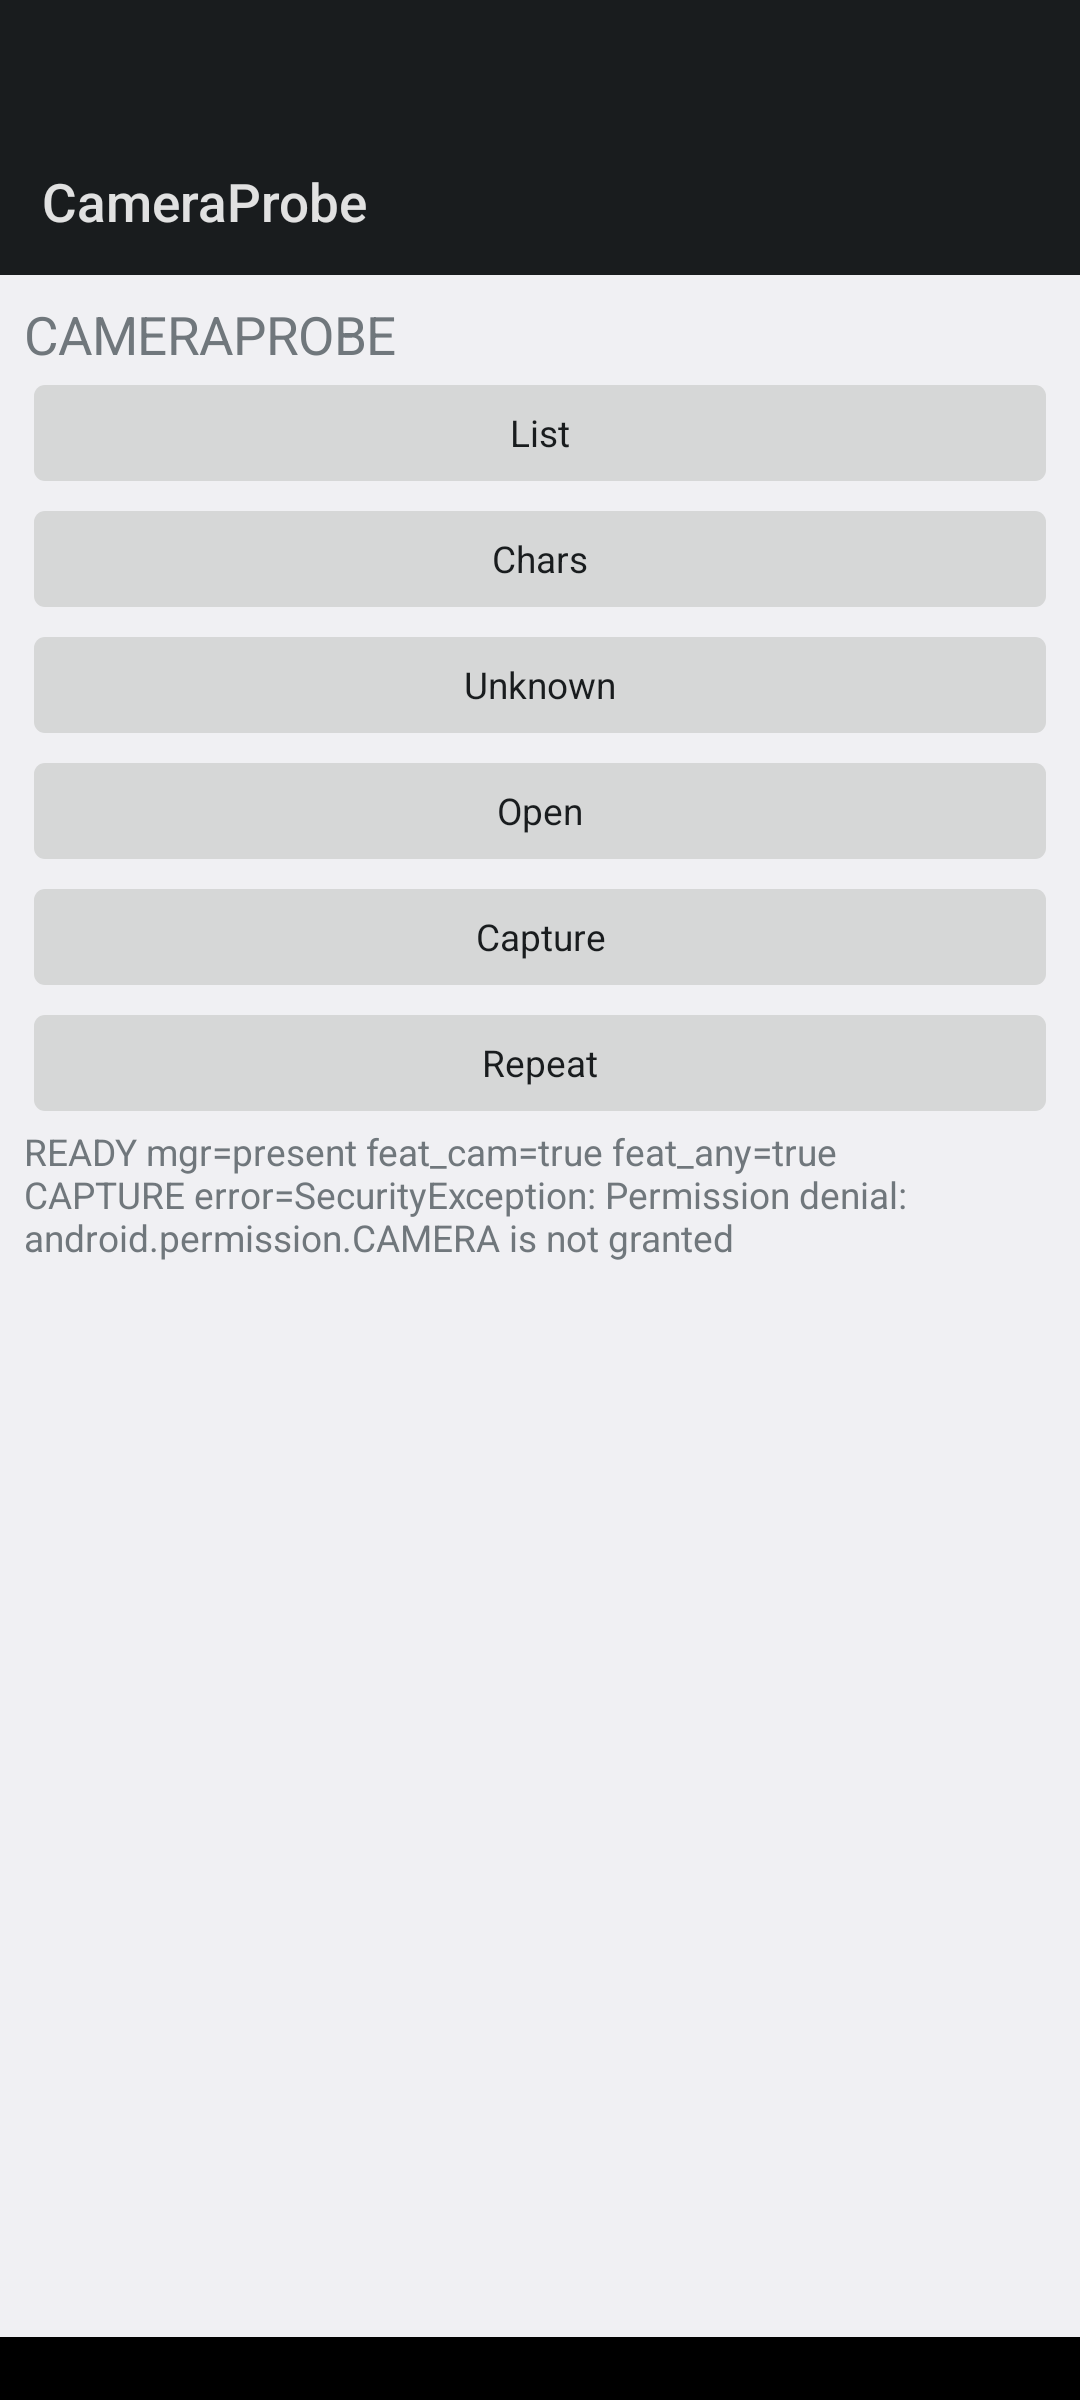 CameraProbe
CAMERAPROBE
List
Chars
Unknown
Open
Capture
Repeat
READY mgr=present feat_cam=true feat_any=true
CAPTURE error=SecurityException: Permission denial:
android.permission.CAMERA is not granted